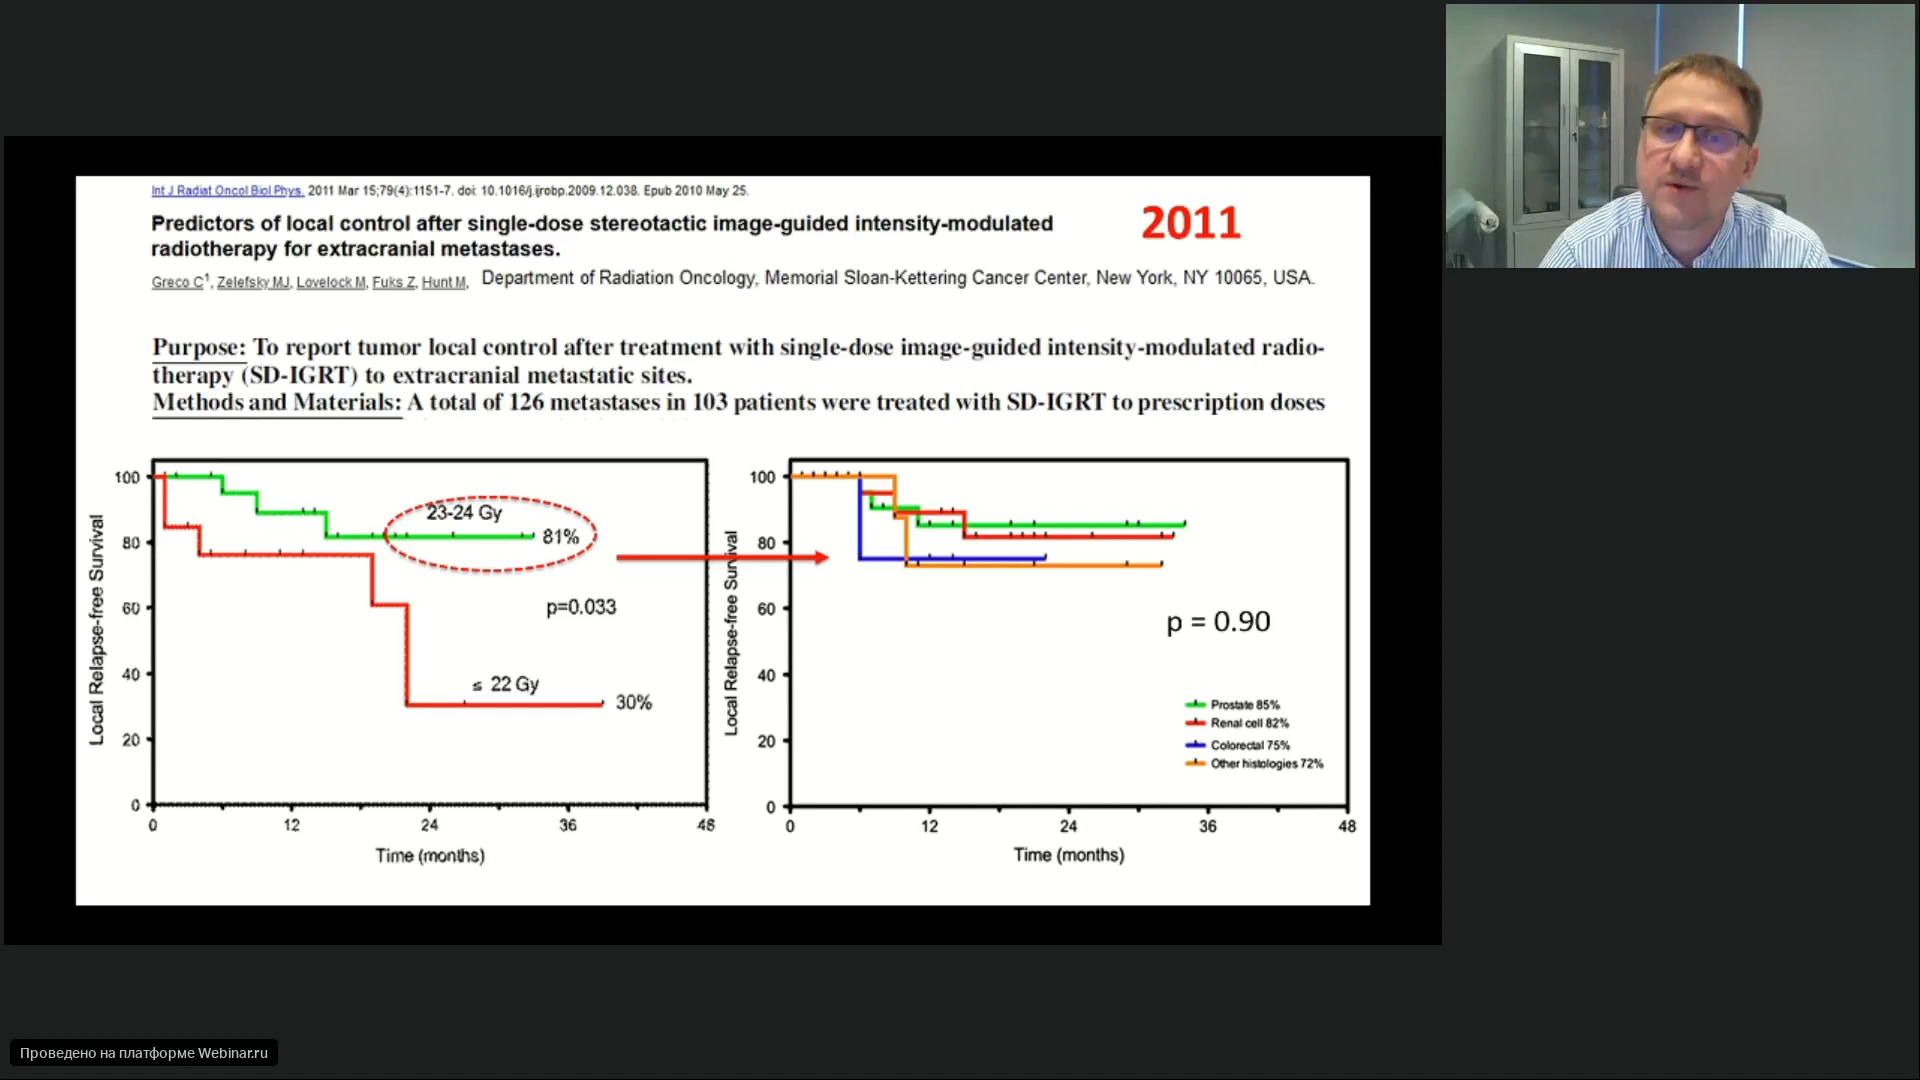 Int J Radiat Oncol Biol Phys. 2011 Mar 15;79(4):1151-7. doi: 10.1016/j.ijrobp.2009.12.038. Epub 2010 May 25.
Predictors of local control after single-dose stereotactic image-guided intensity-modulated
radiotherapy for extracranial metastases.
2011
Greco C1, Zelefsky MJ, Lovelock M, Fuks Z, Hunt M, Department of Radiation Oncology, Memorial Sloan-Kettering Cancer Center, New York, NY 10065, USA.
Purpose: To report tumor local control after treatment with single-dose image-guided intensity-modulated radio-
therapy (SD-IGRT) to extracranial metastatic sites.
Methods and Materials: A total of 126 metastases in 103 patients were treated with SD-IGRT to prescription doses
Local Relapse-free Survival
100
80
60
40
20
0
23-24 Gy
81%
p=0.033
≤ 22 Gy
30%
0 12 24 36 48
Time (months)
Local Relapse-free Survival
100
80
60
40
20
0
p = 0.90
Prostate 85%
Renal cell 82%
Colorectal 75%
Other histologies 72%
0 12 24 36 48
Time (months)
Проведено на платформе Webinar.ru